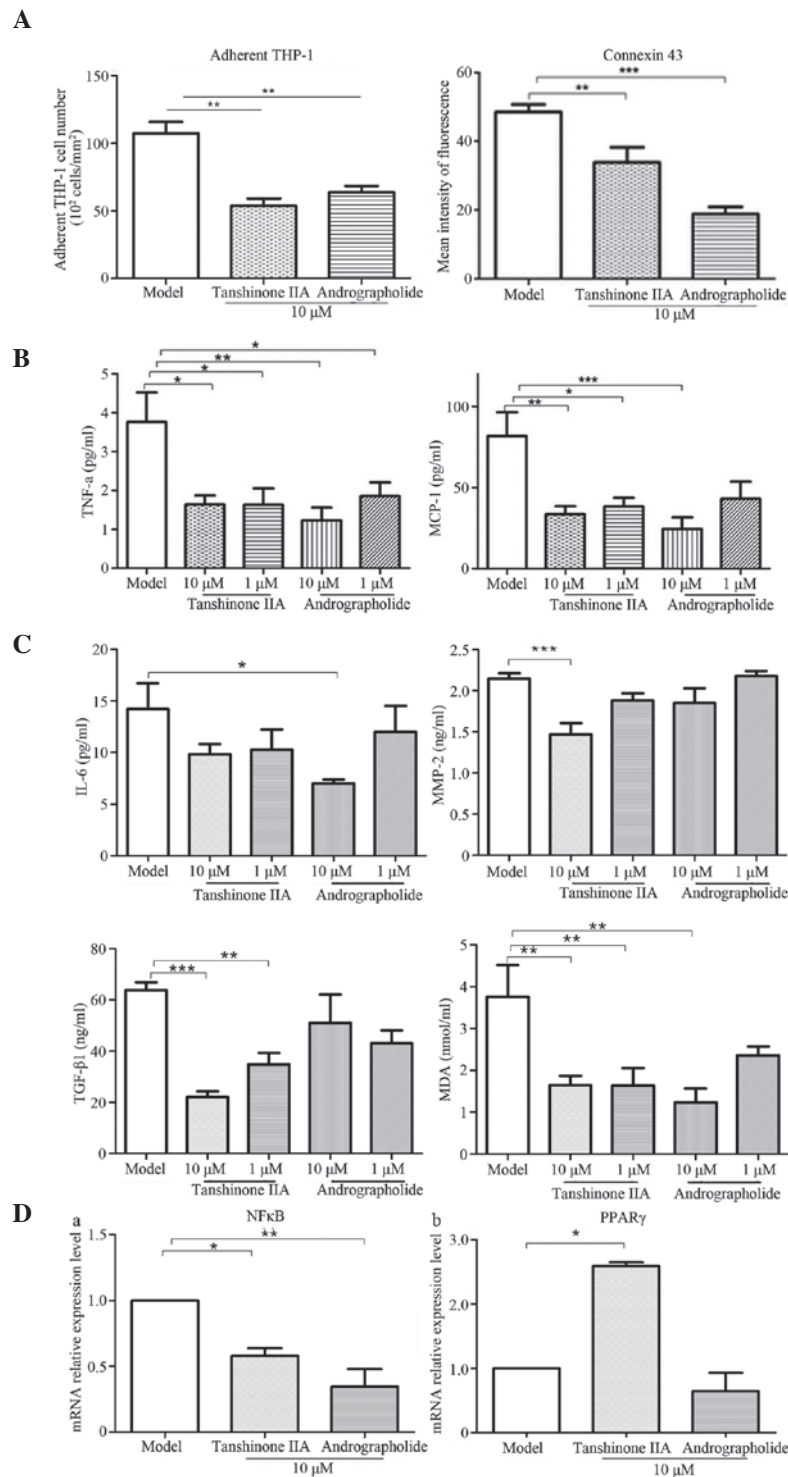 A
Adherent THP-1
Adherent THP-1 cell number
(10² cells/mm²)
150
100
50
0
**
**
Model
Tanshinone IIA
Andrographolide
10 μM
Connexin 43
Mean intensity of fluorescence
60
40
20
0
***
**
Model
Tanshinone IIA
Andrographolide
10 μM
B
TNF-a (pg/ml)
5
4
3
2
1
0
*
**
*
*
Model
10 μM
1 μM
10 μM
1 μM
Tanshinone IIA
Andrographolide
MCP-1 (pg/ml)
100
50
0
***
*
**
Model
10 μM
1 μM
10 μM
1 μM
Tanshinone IIA
Andrographolide
C
IL-6 (pg/ml)
20
15
10
5
0
*
Model
10 μM
1 μM
10 μM
1 μM
Tanshinone IIA
Andrographolide
MMP-2 (ng/ml)
2.5
2.0
1.5
1.0
0.5
0
***
Model
10 μM
1 μM
10 μM
1 μM
Tanshinone IIA
Andrographolide
TGF-β1 (ng/ml)
80
60
40
20
0
**
***
Model
10 μM
1 μM
10 μM
1 μM
Tanshinone IIA
Andrographolide
MDA (nmol/ml)
5
4
3
2
1
0
**
**
**
Model
10 μM
1 μM
10 μM
1 μM
Tanshinone IIA
Andrographolide
D
a
NFκB
mRNA relative expression level
1.5
1.0
0.5
0
**
*
Model
Tanshinone IIA
Andrographolide
10 μM
b
PPARγ
mRNA relative expression level
3.0
2.0
1.0
0
*
Model
Tanshinone IIA
Andrographolide
10 μM